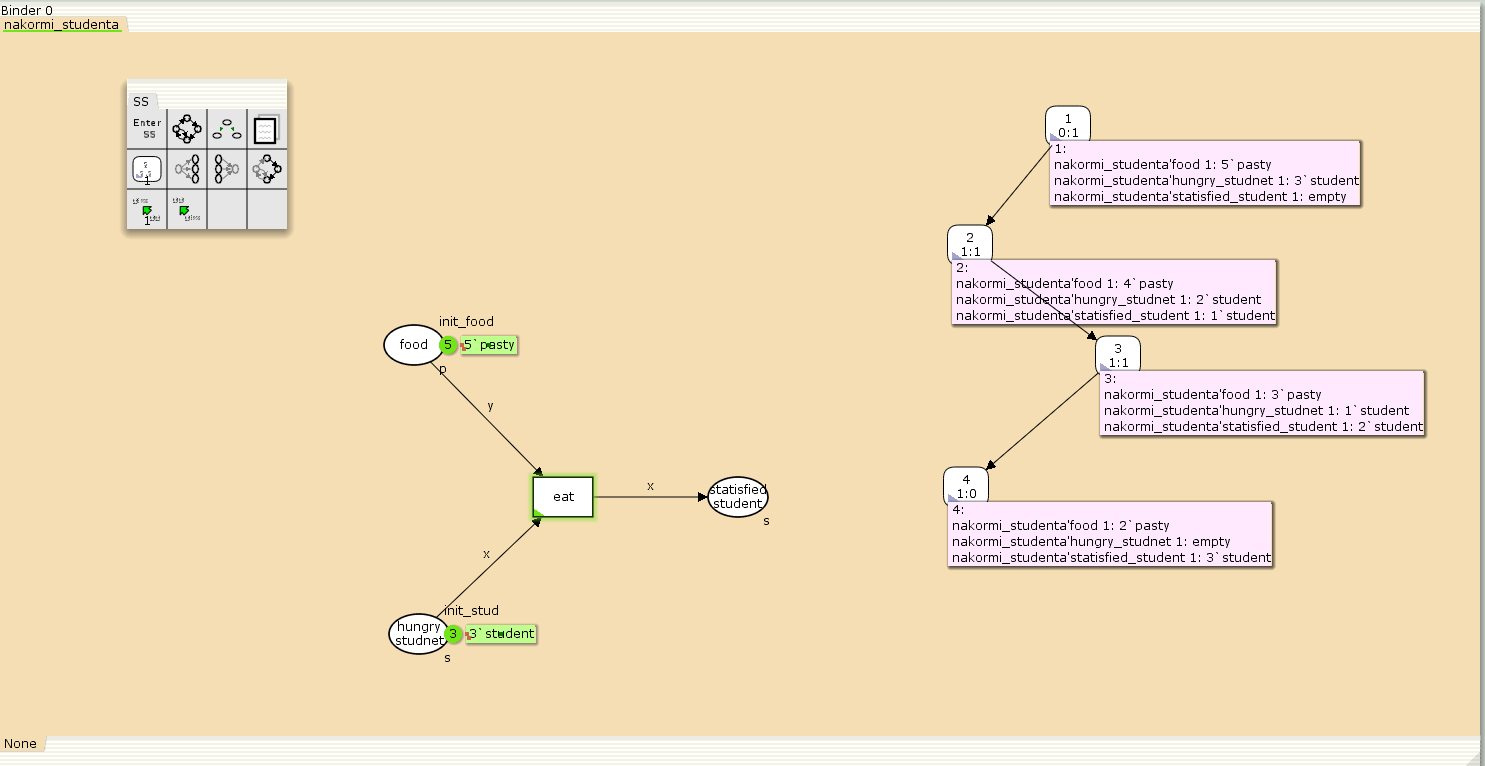 Binder 0
nakormi_studenta
SS
Enter
SS
1
1
init_food
food
5
5`pasty
p
y
eat
x
statisfied
student
s
x
init_stud
hungry
studnet
3
3`student
s
1
0:1
1:
nakormi_studenta'food 1: 5`pasty
nakormi_studenta'hungry_studnet 1: 3`student
nakormi_studenta'statisfied_student 1: empty
2
1:1
2:
nakormi_studenta'food 1: 4`pasty
nakormi_studenta'hungry_studnet 1: 2`student
nakormi_studenta'statisfied_student 1: 1`student
3
1:1
3:
nakormi_studenta'food 1: 3`pasty
nakormi_studenta'hungry_studnet 1: 1`student
nakormi_studenta'statisfied_student 1: 2`student
4
1:0
4:
nakormi_studenta'food 1: 2`pasty
nakormi_studenta'hungry_studnet 1: empty
nakormi_studenta'statisfied_student 1: 3`student
None